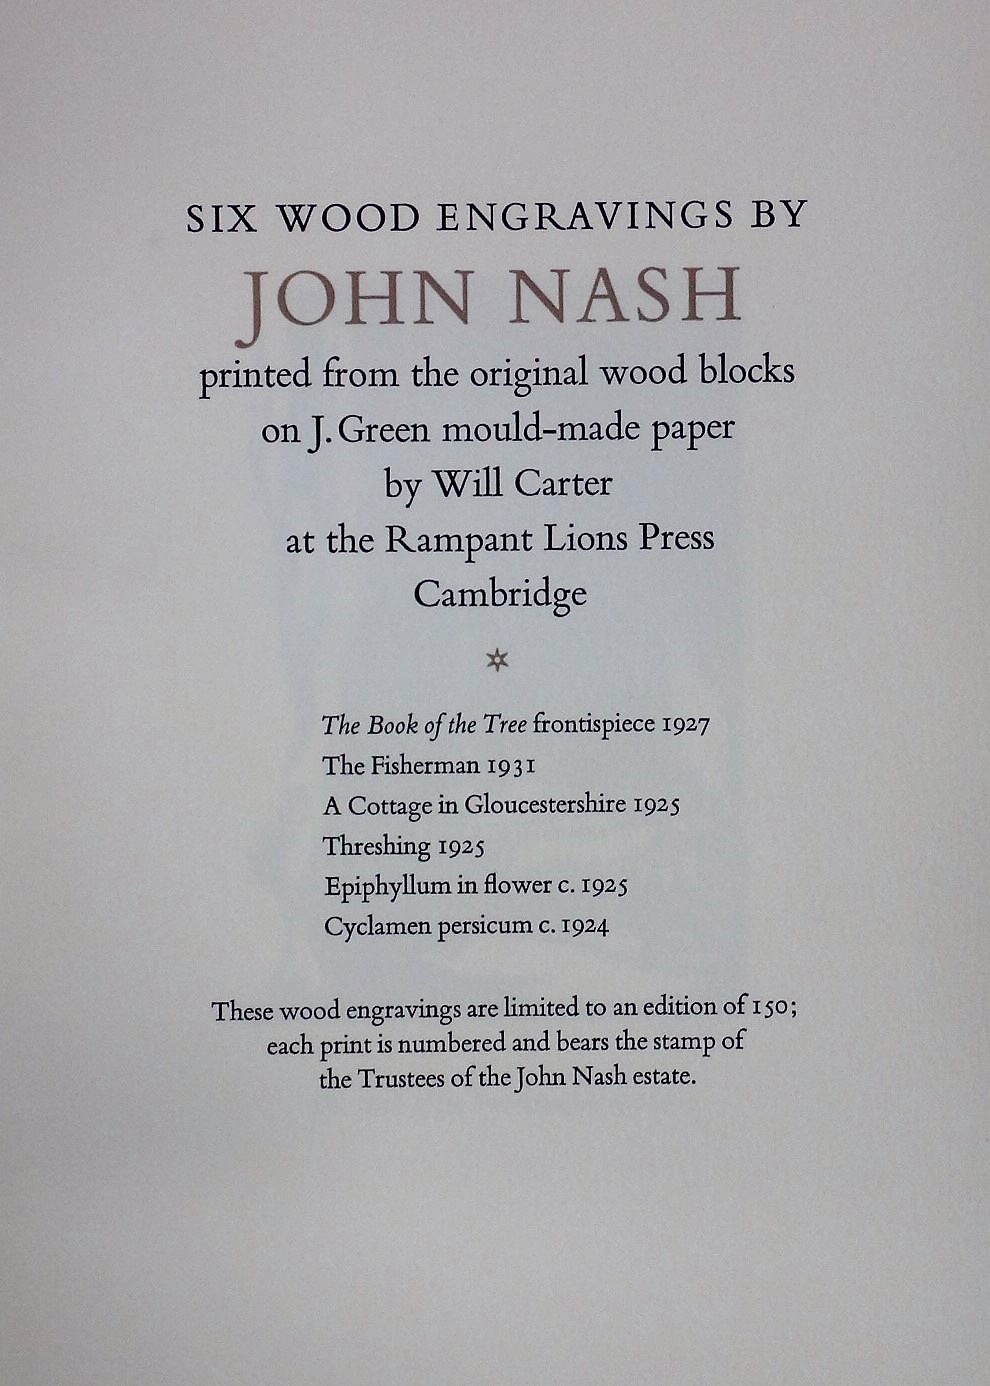 SIX WOOD ENGRAVINGS BY
JOHN NASH
printed from the original wood blocks
on J. Green mould-made paper
by Will Carter
at the Rampant Lions Press
Cambridge
The Book of the Tree frontispiece 1927
The Fisherman 1931
A Cottage in Gloucestershire 1925
Threshing 1925
Epiphyllum in flower c. 1925
Cyclamen persicum c. 1924
These wood engravings are limited to an edition of 150;
each print is numbered and bears the stamp of
the Trustees of the John Nash estate.